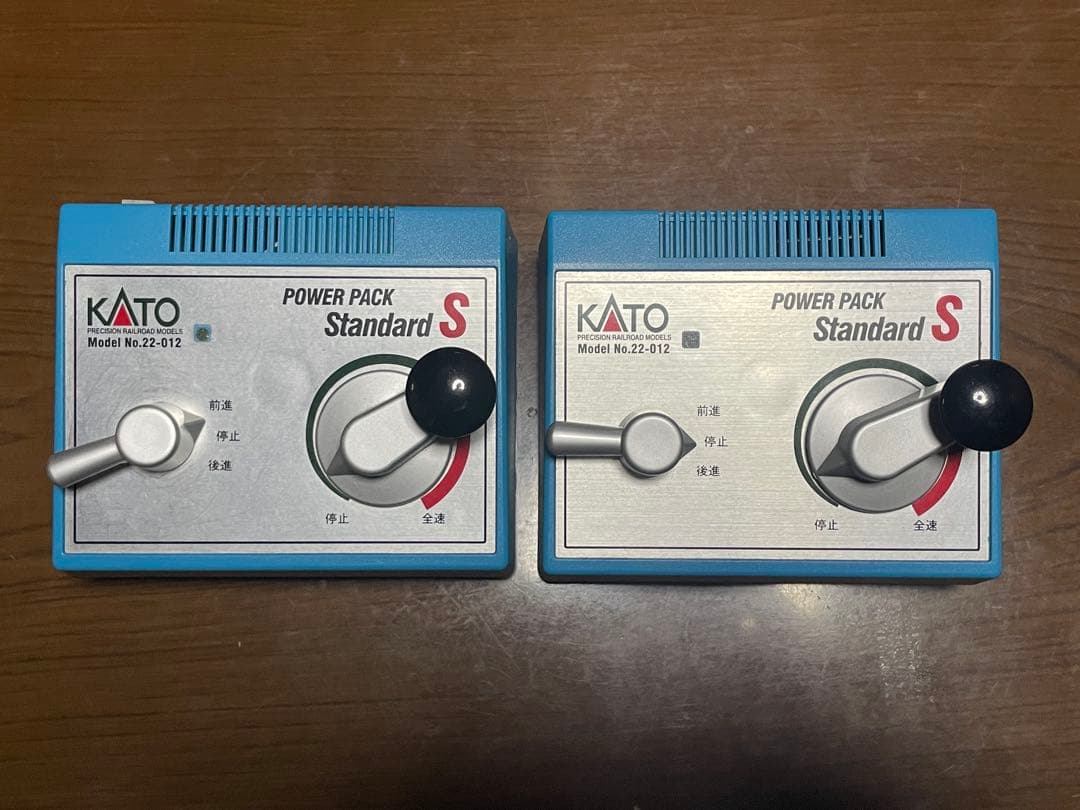 KATO
PRECISION RAILROAD MODELS
Model No.22-012
POWER PACK
Standard S
前進
停止
後進
停止
全速
KATO
PRECISION RAILROAD MODELS
Model No.22-012
POWER PACK
Standard S
前進
停止
後進
停止
全速